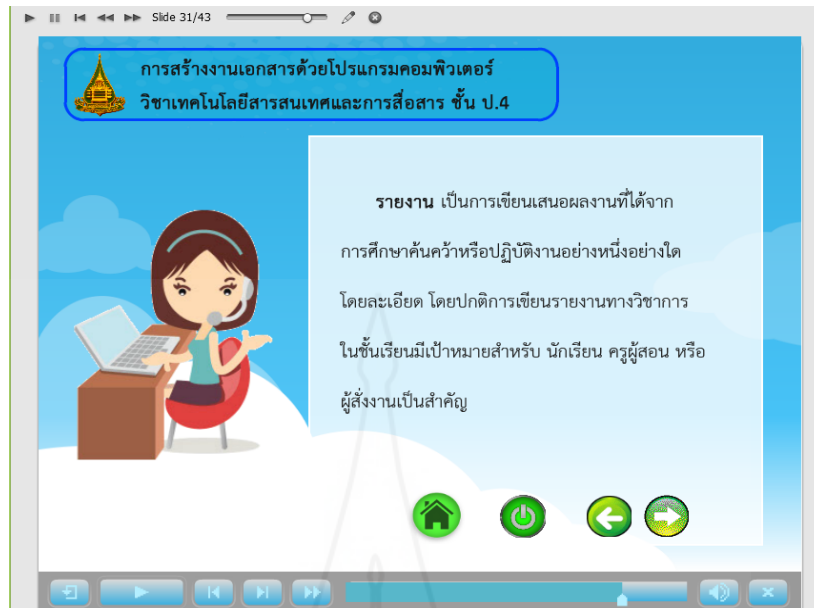 Slide 31/43
การสร้างงานเอกสารด้วยโปรแกรมคอมพิวเตอร์
วิชาเทคโนโลยีสารสนเทศและการสื่อสาร ชั้น ป.4
รายงาน เป็นการเขียนเสนอผลงานที่ได้จาก
การศึกษาค้นคว้าหรือปฏิบัติงานอย่างหนึ่งอย่างใด
โดยละเอียด โดยปกติการเขียนรายงานทางวิชาการ
ในชั้นเรียนมีเป้าหมายสำหรับ นักเรียน ครูผู้สอน หรือ
ผู้สั่งงานเป็นสำคัญ